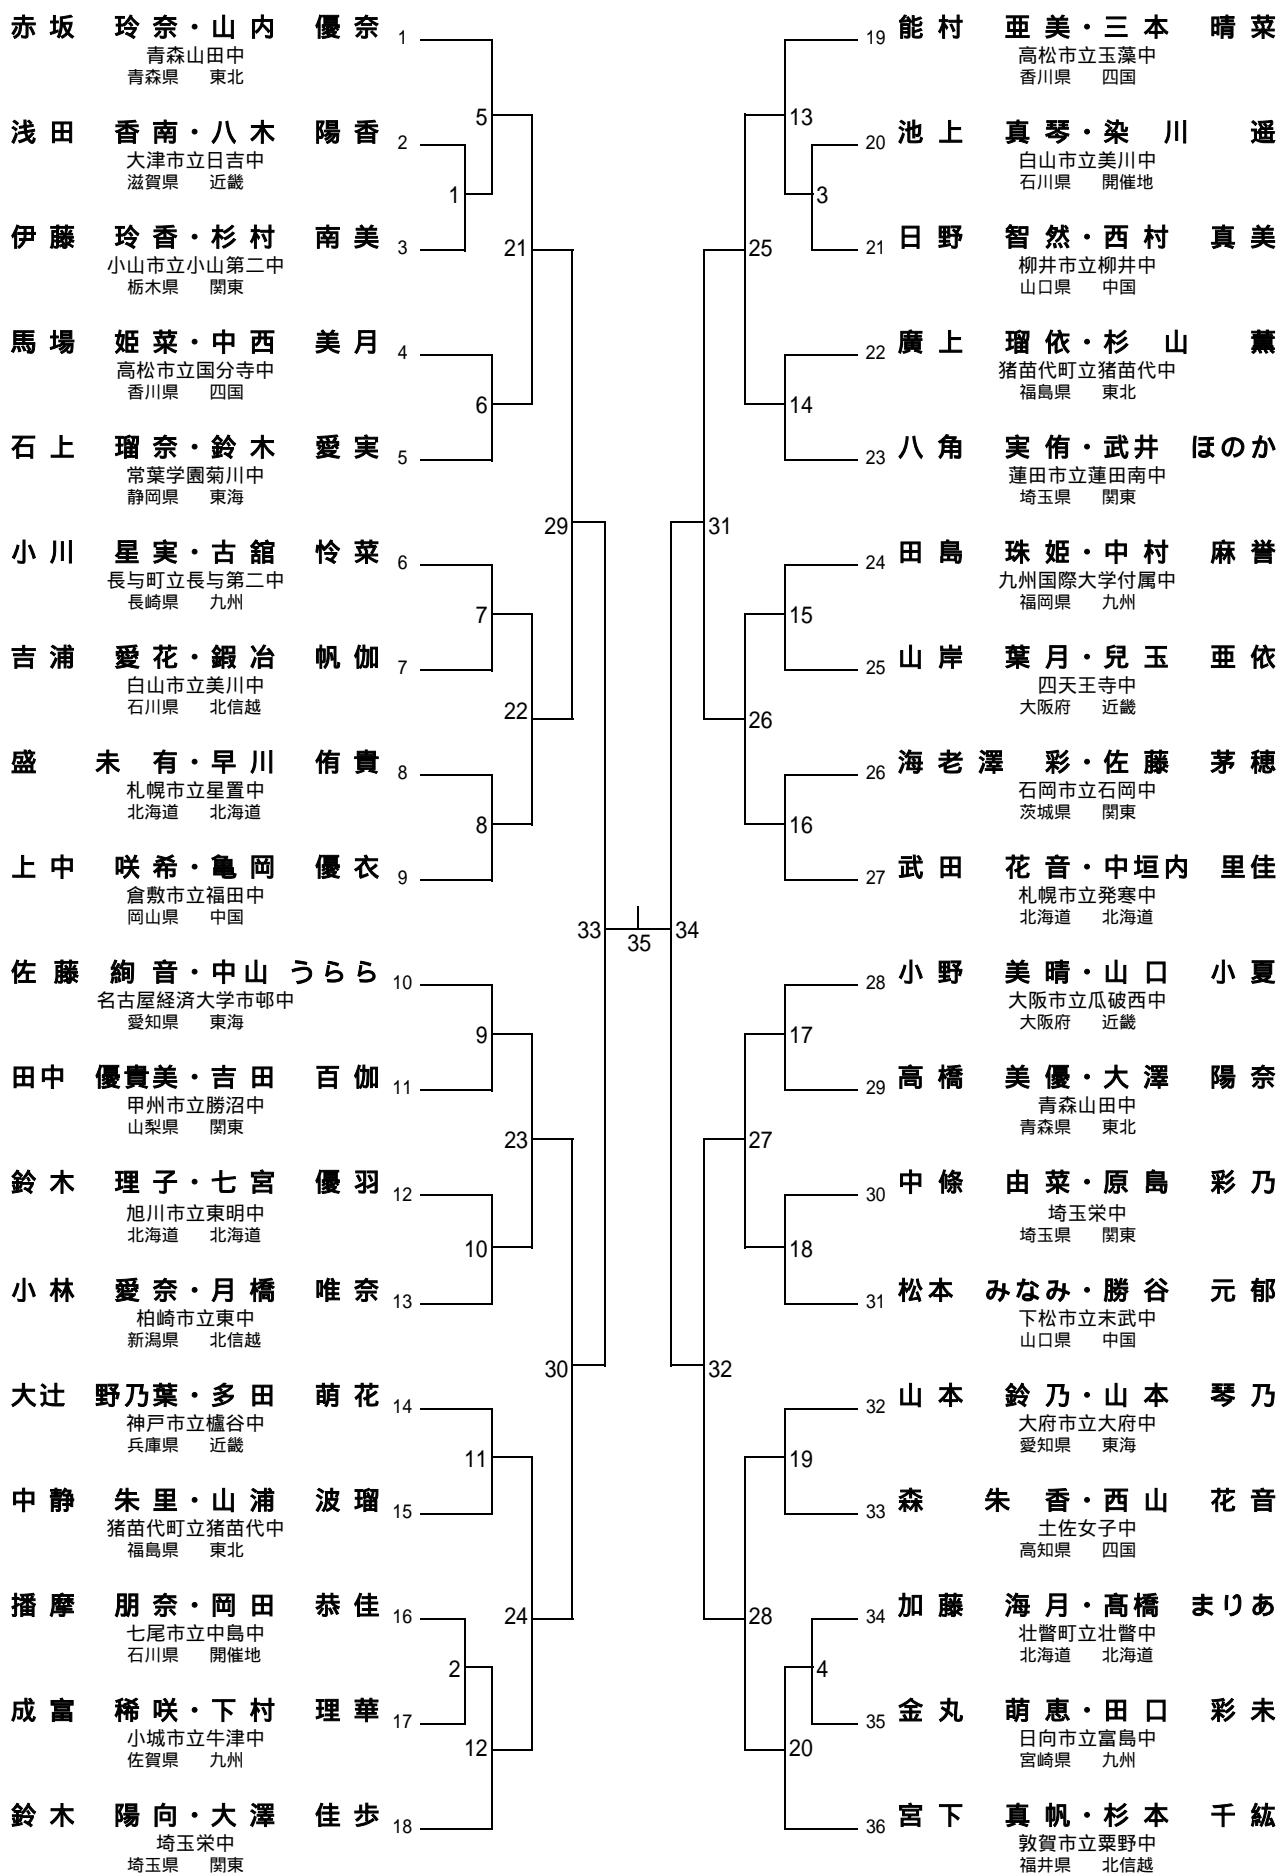 赤坂 玲奈・山内 優奈 1
青森山田中
青森県 東北
5
浅田 香南・八木 陽香 2
大津市立日吉中
滋賀県 近畿
1
伊藤 玲香・杉村 南美 3
小山市立小山第二中
栃木県 関東
21
馬場 姫菜・中西 美月 4
高松市立国分寺中
香川県 四国
6
石上 瑠奈・鈴木 愛実 5
常葉学園菊川中
静岡県 東海
29
小川 星実・古舘 怜菜 6
長与町立長与第二中
長崎県 九州
7
吉浦 愛花・鍜冶 帆伽 7
白山市立美川中
石川県 北信越
22
盛 未有・早川 侑貴 8
札幌市立星置中
北海道 北海道
8
上中 咲希・亀岡 優衣 9
倉敷市立福田中
岡山県 中国
33
佐藤 絢音・中山 うらら 10
名古屋経済大学市邨中
愛知県 東海
9
田中 優貴美・吉田 百伽 11
甲州市立勝沼中
山梨県 関東
23
鈴木 理子・七宮 優羽 12
旭川市立東明中
北海道 北海道
10
小林 愛奈・月橋 唯奈 13
柏崎市立東中
新潟県 北信越
30
大辻 野乃葉・多田 萌花 14
神戸市立櫨谷中
兵庫県 近畿
11
中静 朱里・山浦 波瑠 15
猪苗代町立猪苗代中
福島県 東北
播摩 朋奈・岡田 恭佳 16
七尾市立中島中
石川県 開催地
24
2
成富 稀咲・下村 理華 17
小城市立牛津中
佐賀県 九州
12
鈴木 陽向・大澤 佳歩 18
埼玉栄中
埼玉県 関東
35
19 能村 亜美・三本 晴菜
高松市立玉藻中
香川県 四国
13
20 池上 真琴・染川 遥
白山市立美川中
石川県 開催地
3
21 日野 智然・西村 真美
柳井市立柳井中
山口県 中国
25
22 廣上 瑠依・杉山 薫
猪苗代町立猪苗代中
福島県 東北
14
23 八角 実侑・武井 ほのか
蓮田市立蓮田南中
埼玉県 関東
31
24 田島 珠姫・中村 麻誉
九州国際大学付属中
福岡県 九州
15
25 山岸 葉月・兒玉 亜依
四天王寺中
大阪府 近畿
26
26 海老澤 彩・佐藤 茅穂
石岡市立石岡中
茨城県 関東
16
27 武田 花音・中垣内 里佳
札幌市立発寒中
北海道 北海道
34
28 小野 美晴・山口 小夏
大阪市立瓜破西中
大阪府 近畿
17
29 高橋 美優・大澤 陽奈
青森山田中
青森県 東北
27
30 中條 由菜・原島 彩乃
埼玉栄中
埼玉県 関東
18
31 松本 みなみ・勝谷 元郁
下松市立末武中
山口県 中国
32
32 山本 鈴乃・山本 琴乃
大府市立大府中
愛知県 東海
19
33 森 朱香・西山 花音
土佐女子中
高知県 四国
34 加藤 海月・髙橋 まりあ
壮瞥町立壮瞥中
北海道 北海道
28
4
35 金丸 萌恵・田口 彩未
日向市立富島中
宮崎県 九州
20
36 宮下 真帆・杉本 千紘
敦賀市立粟野中
福井県 北信越